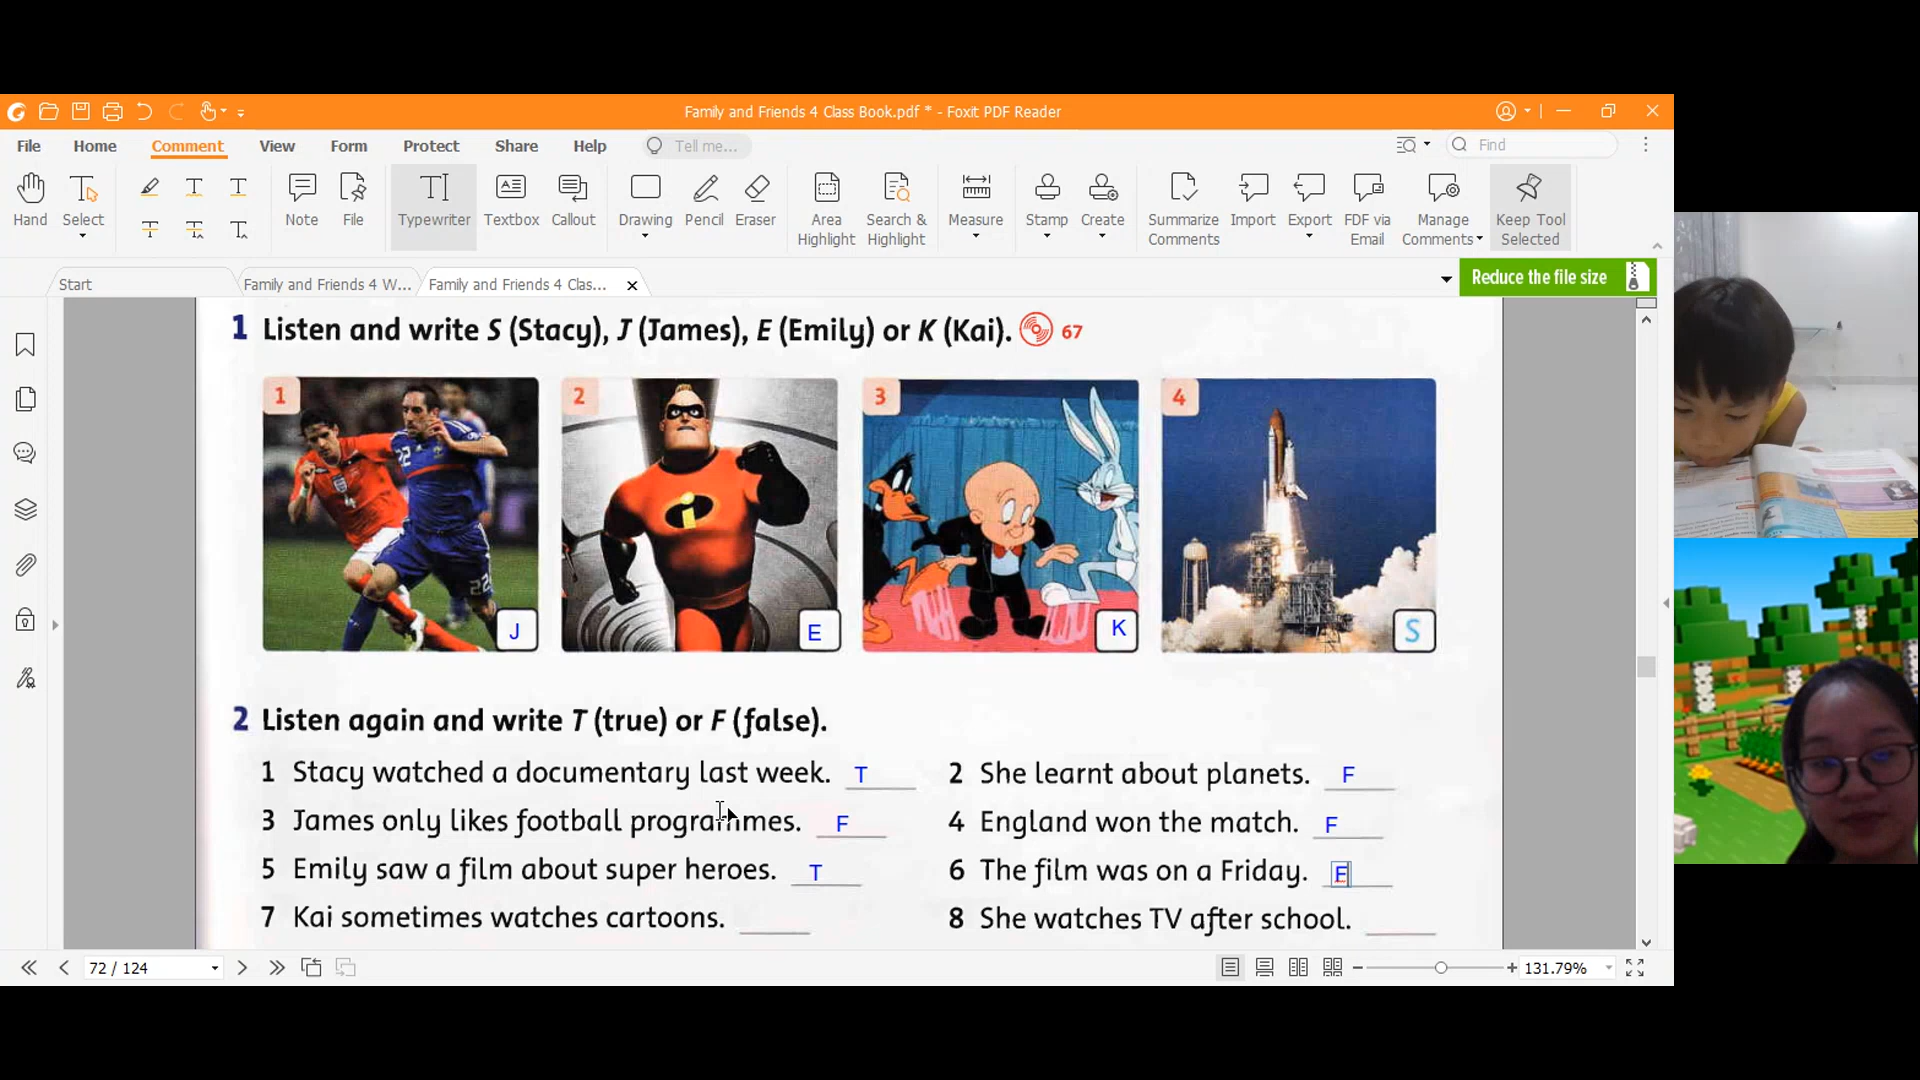 Family and Friends 4 Class Book.pdf * - Foxit PDF Reader
File Home Comment View Form Protect Share Help Tell me... Find
Hand Select Note File Typewriter Textbox Callout Drawing Pencil Eraser Area Highlight Search & Highlight Measure Stamp Create Summarize Comments Import Export FDF via Email Manage Comments Keep Tool Selected
Start Family and Friends 4 W... Family and Friends 4 Clas... Reduce the file size
1 Listen and write S (Stacy), J (James), E (Emily) or K (Kai). 67
1 2 3 4
22 4 22
J E K S
2 Listen again and write T (true) or F (false).
1 Stacy watched a documentary last week. T 2 She learnt about planets. F
3 James only likes football programmes. F 4 England won the match. F
5 Emily saw a film about super heroes. T 6 The film was on a Friday. F
7 Kai sometimes watches cartoons. 8 She watches TV after school.
72 / 124 131.79%